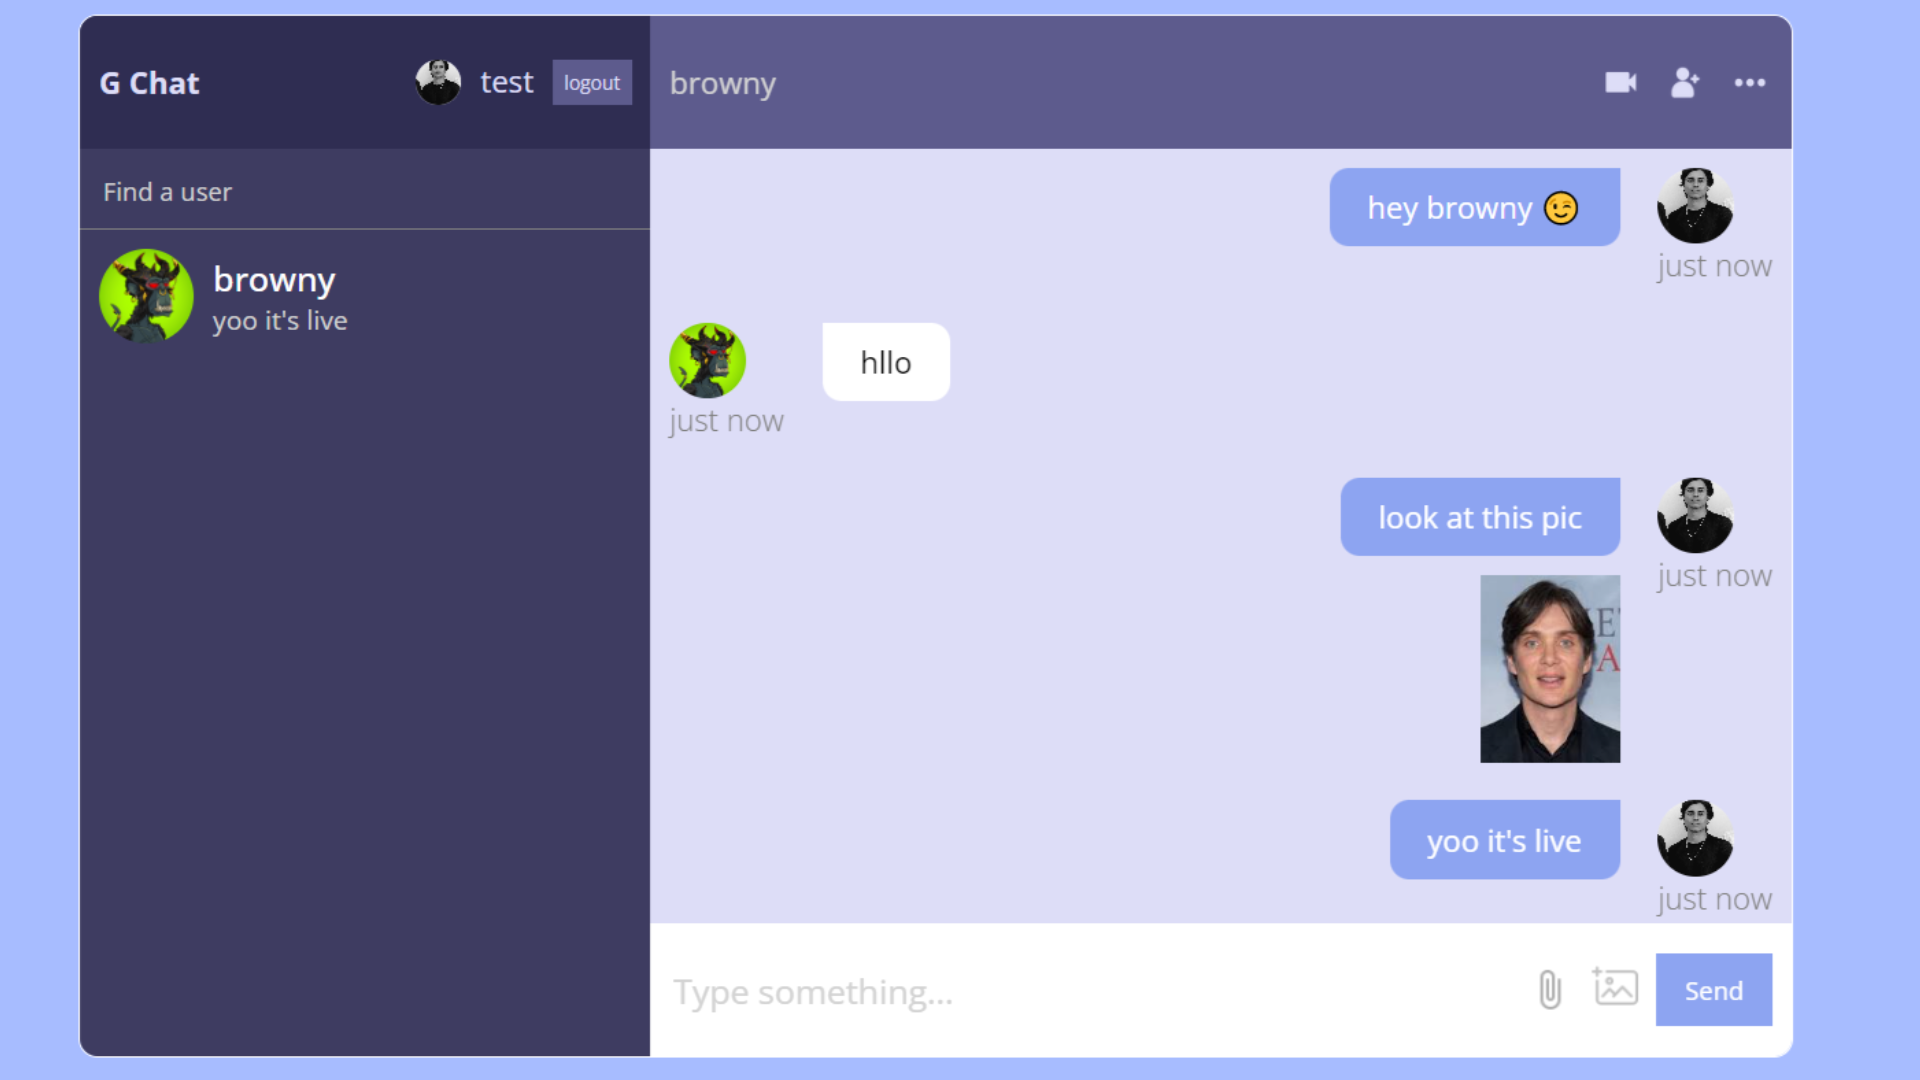 G Chat
test
logout
browny
Find a user
browny
yoo it's live
hey browny 😉
just now
hllo
just now
look at this pic
just now
E
A
yoo it's live
just now
Type something...
Send